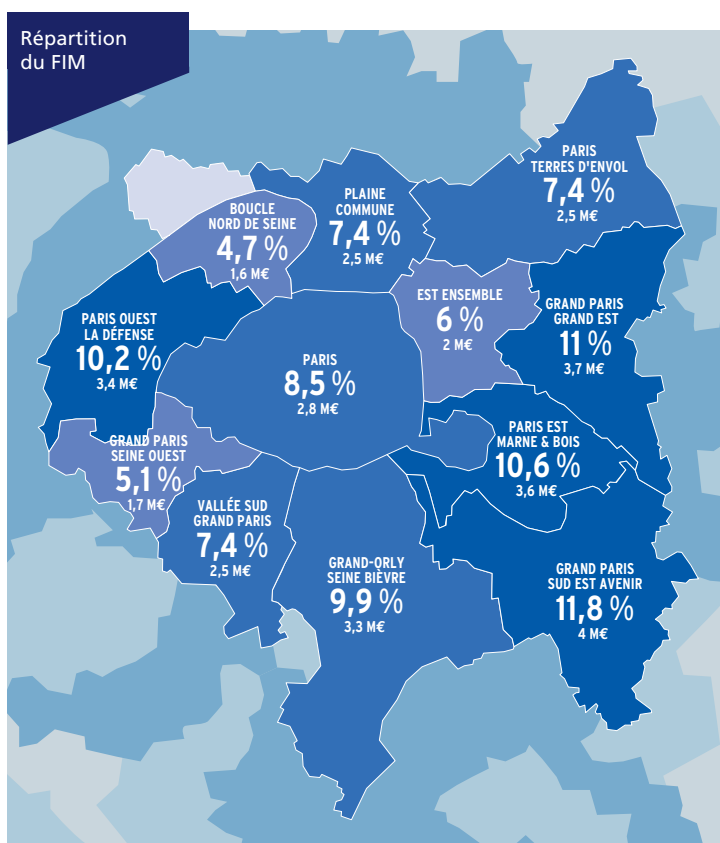 Répartition
du FIM
PARIS
TERRES D'ENVOL
7,4 %
2,5 M€
PLAINE
COMMUNE
7,4 %
2,5 M€
BOUCLE
NORD DE SEINE
4,7 %
1,6 M€
EST ENSEMBLE
6 %
2 M€
GRAND PARIS
GRAND EST
11 %
3,7 M€
PARIS OUEST
LA DÉFENSE
10,2 %
3,4 M€
PARIS
8,5 %
2,8 M€
PARIS EST
MARNE & BOIS
10,6 %
3,6 M€
GRAND PARIS
SEINE OUEST
5,1 %
1,7 M€
VALLÉE SUD
GRAND PARIS
7,4 %
2,5 M€
GRAND-ORLY
SEINE BIÈVRE
9,9 %
3,3 M€
GRAND PARIS
SUD EST AVENIR
11,8 %
4 M€